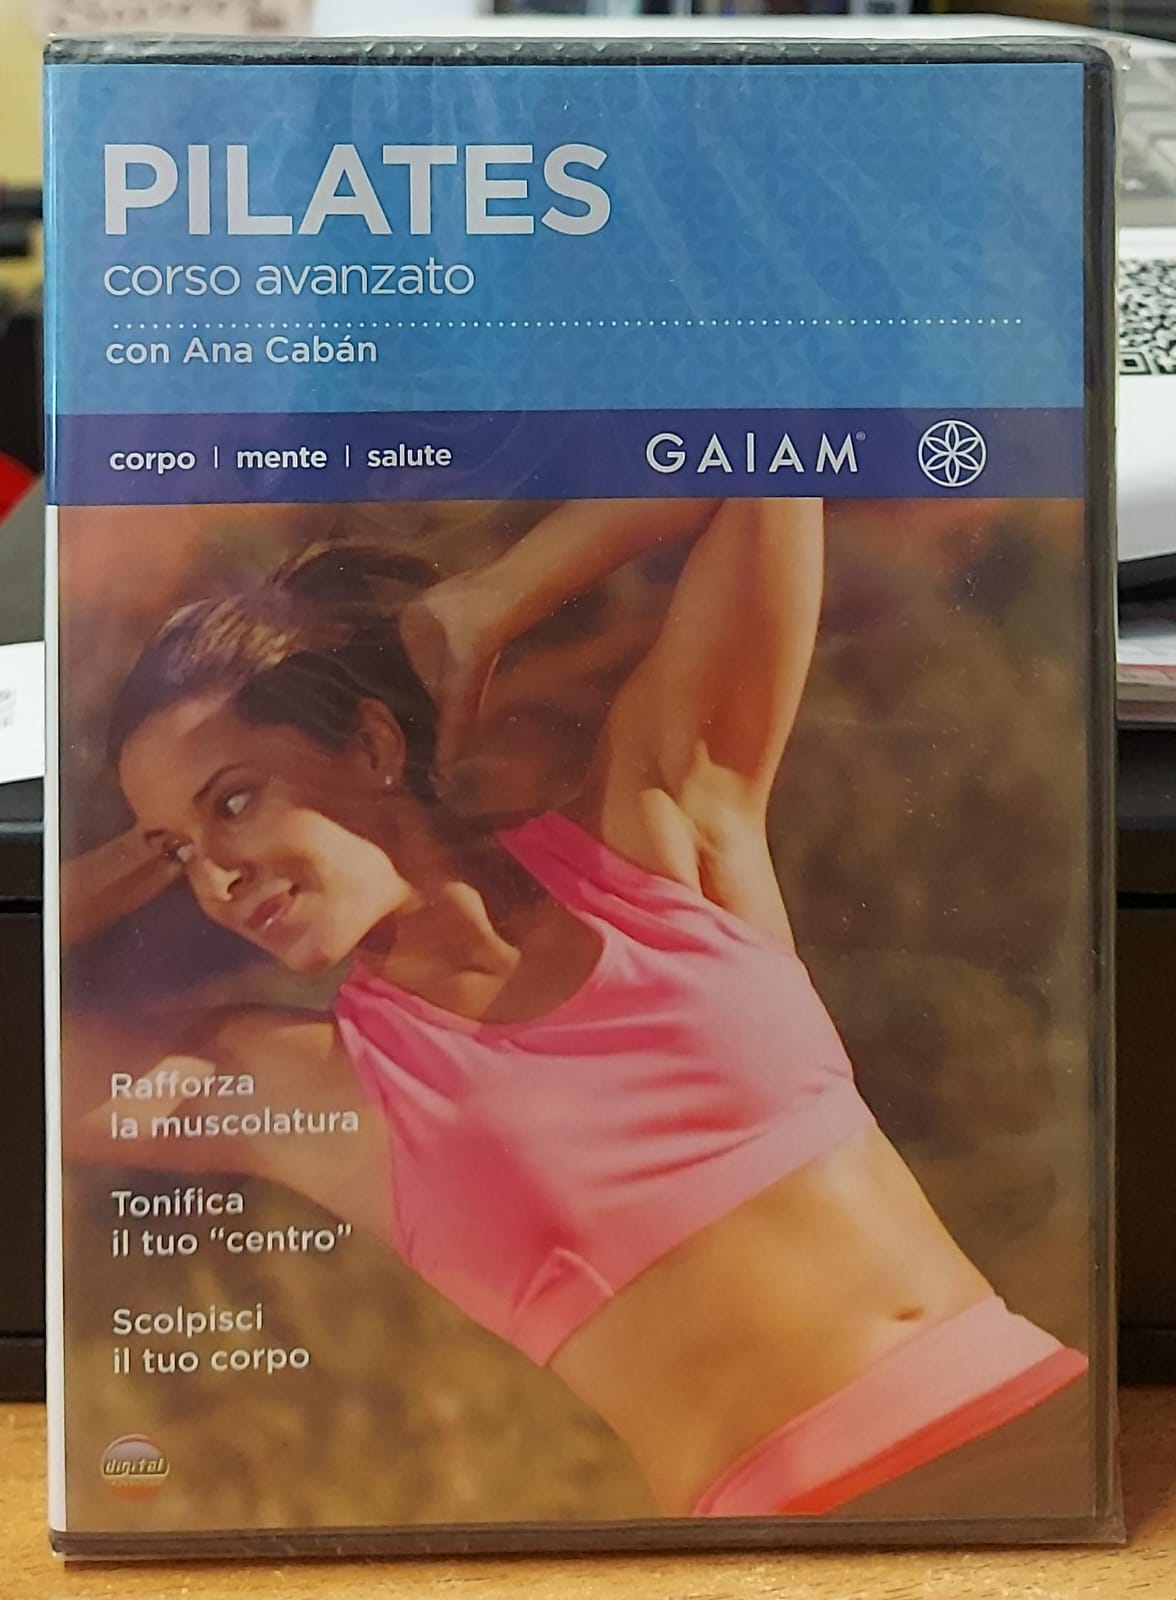 PILATES
corso avanzato
con Ana Cabán
corpo | mente | salute
GAIAM®
Rafforza
la muscolatura
Tonifica
il tuo “centro”
Scolpisci
il tuo corpo
digital